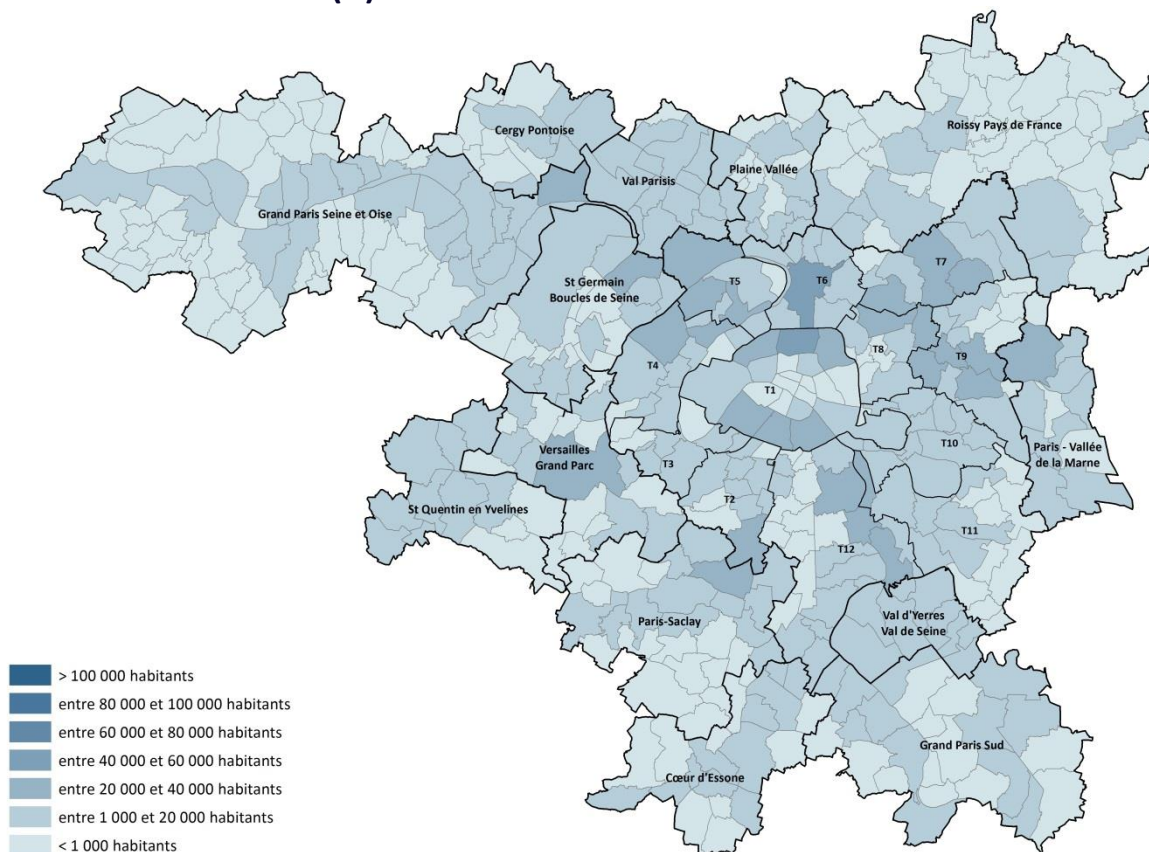 Cergy Pontoise
Roissy Pays de France
Plaine Vallée
Val Parisis
Grand Paris Seine et Oise
T7
St Germain
Boucles de Seine
T5
T6
T8
T9
T4
T1
T10
Paris - Vallée
de la Marne
Versailles
Grand Parc
T3
T2
St Quentin en Yvelines
T11
T12
Val d'Yerres
Val de Seine
Paris-Saclay
Grand Paris Sud
Cœur d'Essone
> 100 000 habitants
entre 80 000 et 100 000 habitants
entre 60 000 et 80 000 habitants
entre 40 000 et 60 000 habitants
entre 20 000 et 40 000 habitants
entre 1 000 et 20 000 habitants
< 1 000 habitants